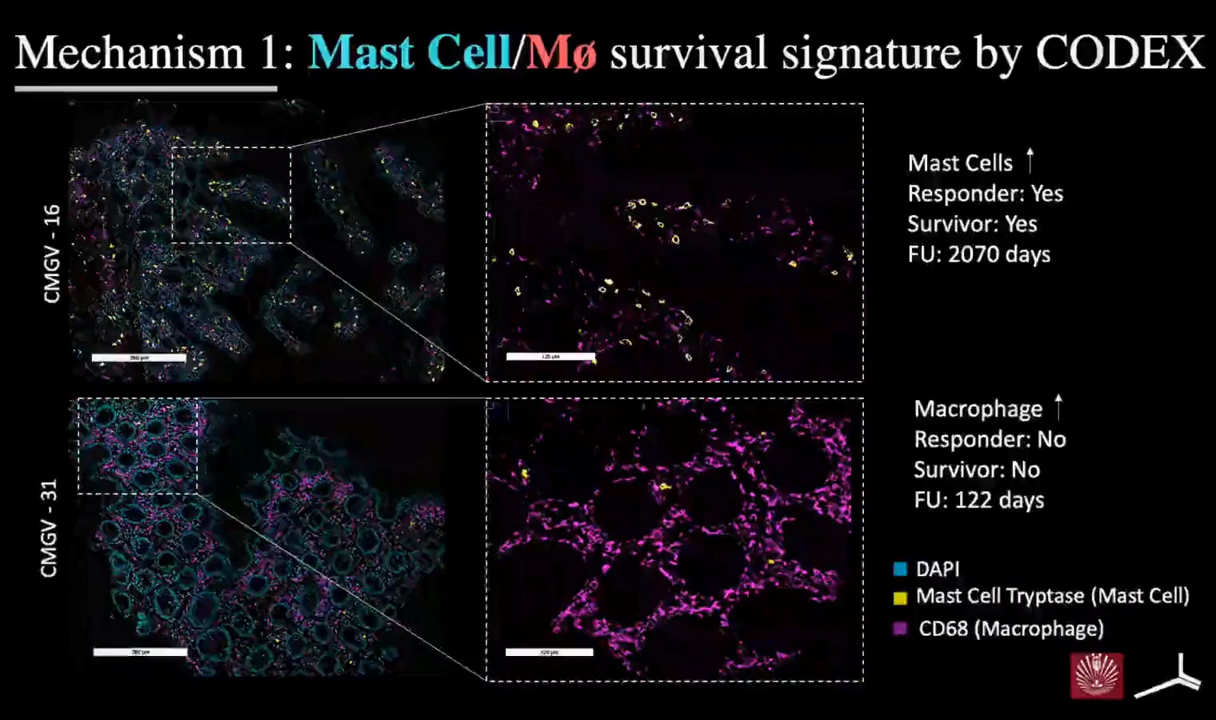 Mechanism 1: Mast Cell/Mø survival signature by CODEX
CMGV - 16
Mast Cells ↑
Responder: Yes
Survivor: Yes
FU: 2070 days
CMGV - 31
Macrophage ↑
Responder: No
Survivor: No
FU: 122 days
DAPI
Mast Cell Tryptase (Mast Cell)
CD68 (Macrophage)